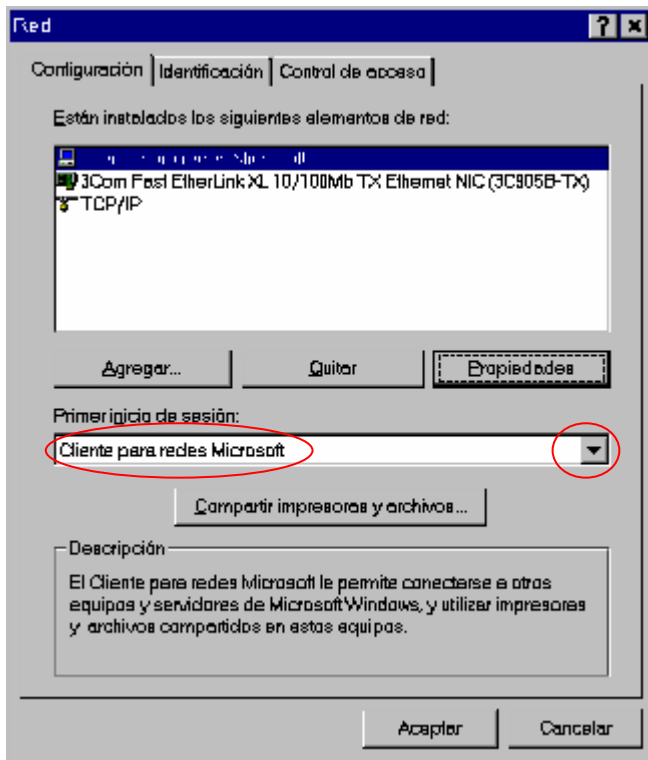 Red
Configuración Identificación Control de acceso
Están instalados los siguientes elementos de red:
3Com Fast EtherLink XL 10/100Mb TX Ethernet NIC (3C905B-TX)
TCP/IP
Agregar... Quitar Propiedades
Primer inicio de sesión:
Cliente para redes Microsoft
Compartir impresoras y archivos...
Descripción
El Cliente para redes Microsoft le permite conectarse a otros
equipos y servidores de Microsoft Windows, y utilizar impresoras
y archivos compartidos en estos equipos.
Aceptar Cancelar